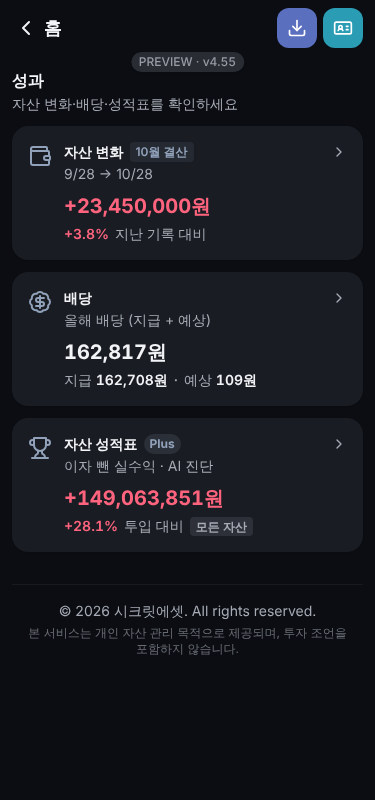 홈
PREVIEW · v4.55
성과
자산 변화·배당·성적표를 확인하세요
자산 변화 10월 결산
9/28 → 10/28
+23,450,000원
+3.8% 지난 기록 대비
배당
올해 배당 (지급 + 예상)
162,817원
지급 162,708원 · 예상 109원
자산 성적표 Plus
이자 뺀 실수익 · AI 진단
+149,063,851원
+28.1% 투입 대비 모든 자산
© 2026 시크릿에셋. All rights reserved.
본 서비스는 개인 자산 관리 목적으로 제공되며, 투자 조언을
포함하지 않습니다.